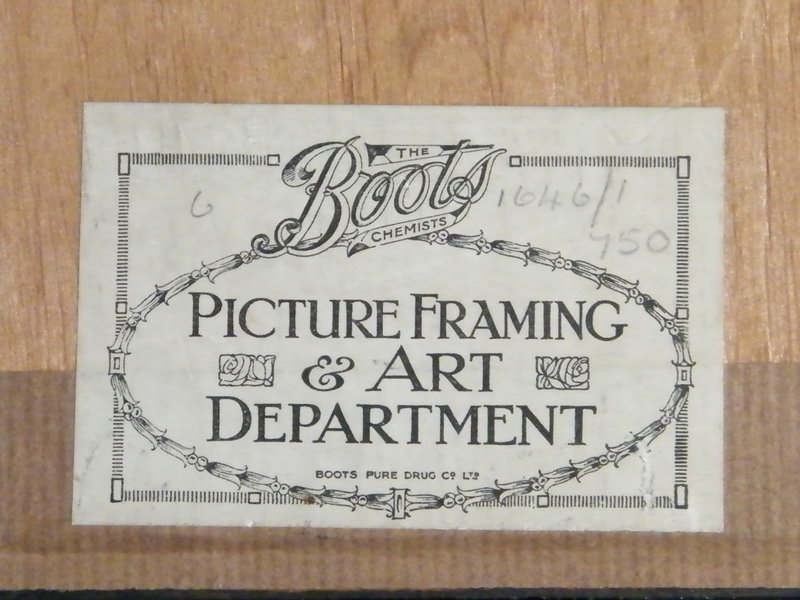 THE
Boots
CHEMISTS
6
1646/1
750
PICTURE FRAMING
& ART
DEPARTMENT
BOOTS PURE DRUG Cº LTD